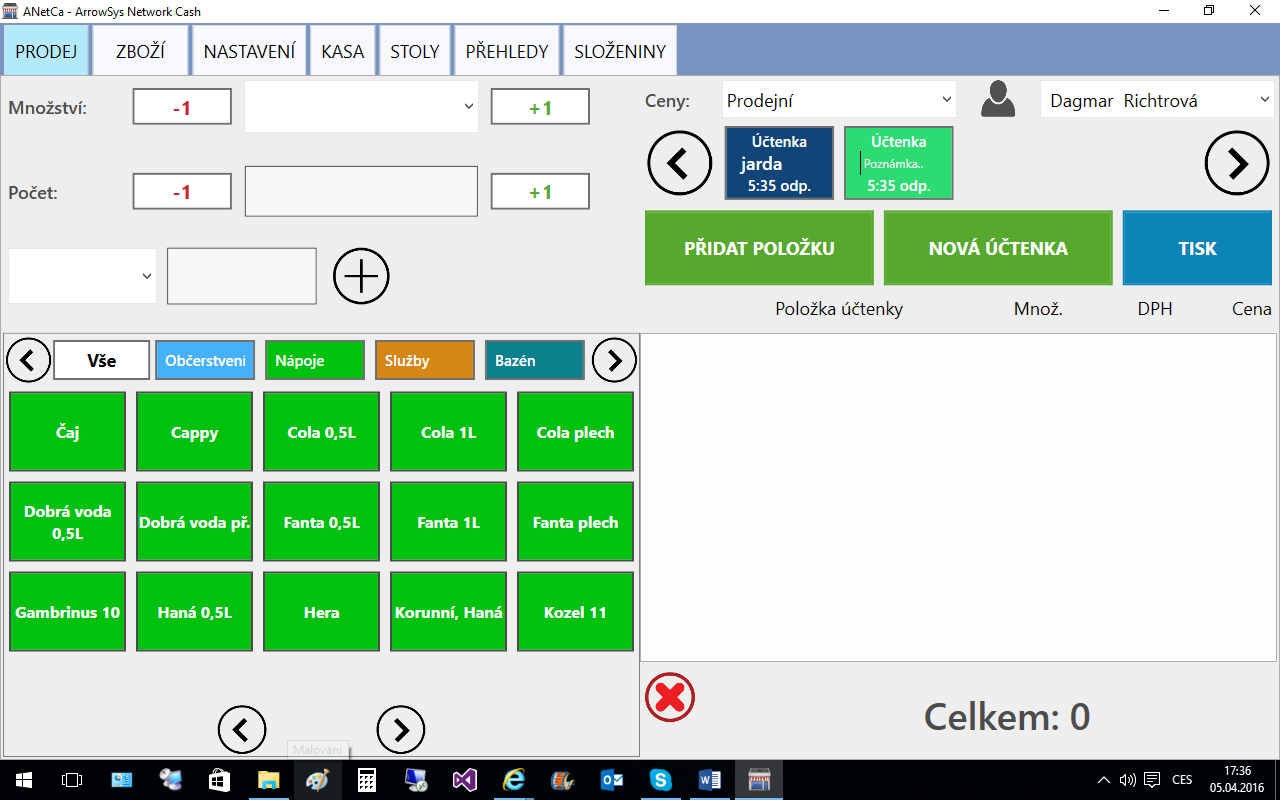 ANetCa - ArrowSys Network Cash
PRODEJ
ZBOŽÍ
NASTAVENÍ
KASA
STOLY
PŘEHLEDY
SLOŽENINY
Množství:
-1
+1
Počet:
-1
+1
Ceny:
Prodejní
Dagmar Richtrová
Účtenka
jarda
5:35 odp.
Účtenka
Poznámka..
5:35 odp.
PŘIDAT POLOŽKU
NOVÁ ÚČTENKA
TISK
Položka účtenky
Množ.
DPH
Cena
Vše
Občerstveni
Nápoje
Služby
Bazén
Čaj
Cappy
Cola 0,5L
Cola 1L
Cola plech
Dobrá voda
0,5L
Dobrá voda př.
Fanta 0,5L
Fanta 1L
Fanta plech
Gambrinus 10
Haná 0,5L
Hera
Korunní, Haná
Kozel 11
Celkem: 0
Malování
CES
17:36
05.04.2016